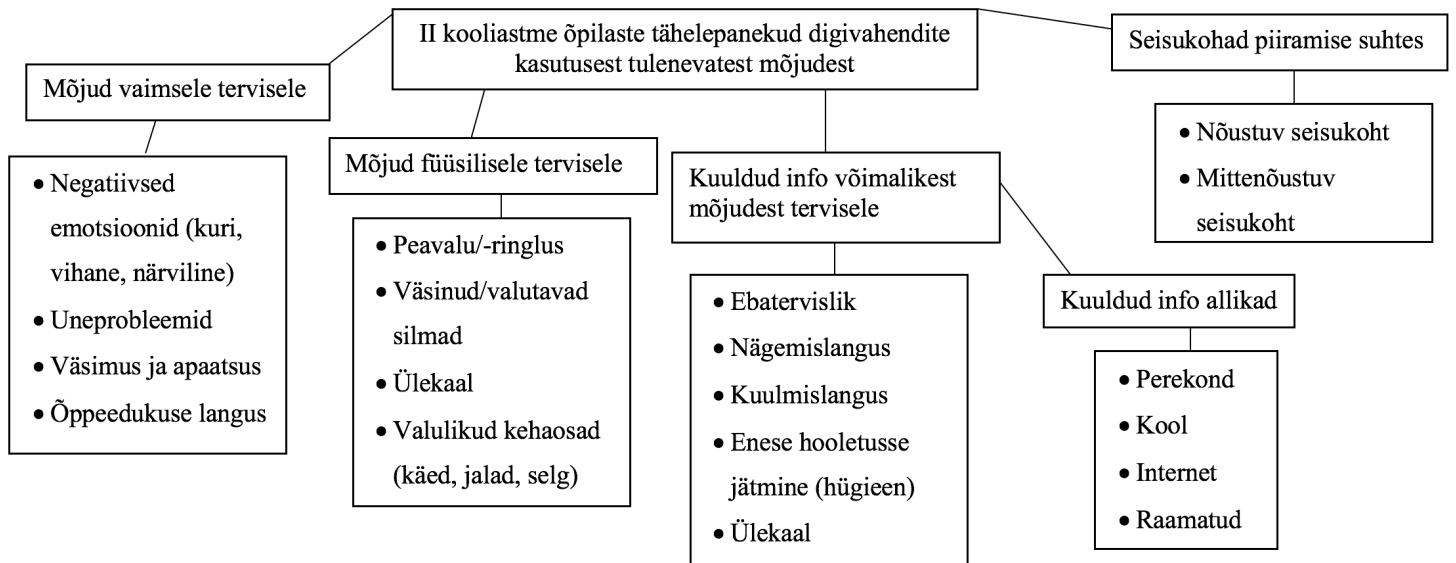 II kooliastme õpilaste tähelepanekud digivahendite
kasutusest tulenevatest mõjudest
Seisukohad piiramise suhtes
• Nõustuv seisukoht
• Mittenõustuv
seisukoht
Mõjud vaimsele tervisele
• Negatiivsed
emotsioonid (kuri,
vihane, närviline)
• Uneprobleemid
• Väsimus ja apaatsus
• Õppeedukuse langus
Mõjud füüsilisele tervisele
• Peavalu/-ringlus
• Väsinud/valutavad
silmad
• Ülekaal
• Valulikud kehaosad
(käed, jalad, selg)
Kuuldud info võimalikest
mõjudest tervisele
• Ebatervislik
• Nägemislangus
• Kuulmislangus
• Enese hooletusse
jätmine (hügieen)
• Ülekaal
Kuuldud info allikad
• Perekond
• Kool
• Internet
• Raamatud